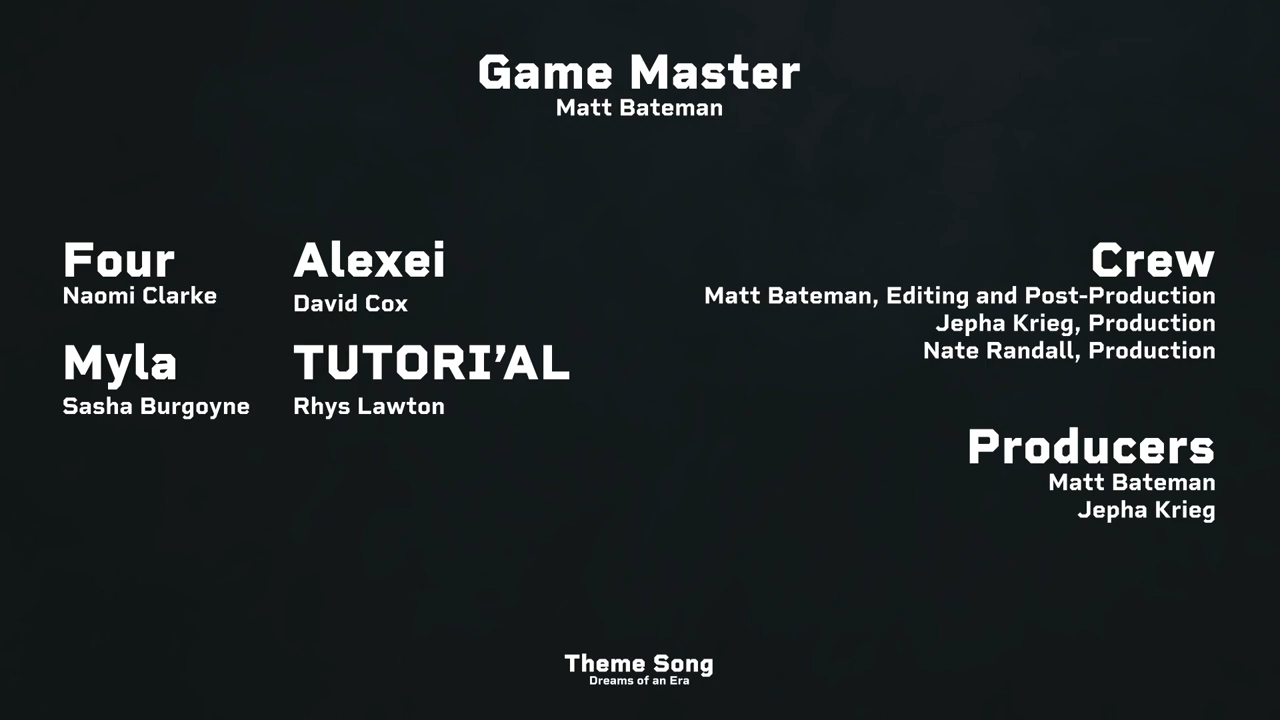 Game Master
Matt Bateman
Four
Naomi Clarke
Alexei
David Cox
Myla
Sasha Burgoyne
TUTORI’AL
Rhys Lawton
Crew
Matt Bateman, Editing and Post-Production
Jepha Krieg, Production
Nate Randall, Production
Producers
Matt Bateman
Jepha Krieg
Theme Song
Dreams of an Era